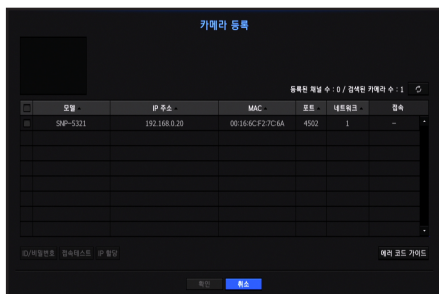 카메라 등록
등록된 채널 수 : 0 / 검색된 카메라 수 : 1
모델 IP 주소 MAC 포트 네트워크 접속
SNP-5321 192.168.0.20 00:16:6C:F2:7C:6A 4502 1 –
ID/비밀번호 접속테스트 IP 할당 에러 코드 가이드
확인 취소